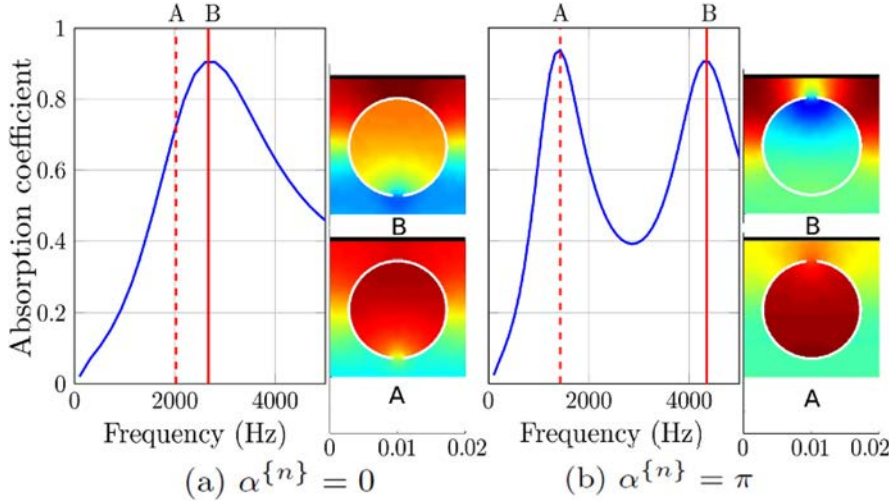 A B
A
B
Absorption coefficient
1
0.8
0.6
0.4
0.2
0
B
B
A
A
2000 4000
0 0.01 0.02
0 2000 4000
0 0.01 0.02
Frequency (Hz)
Frequency (Hz)
(a) α{n} = 0
(b) α{n} = π